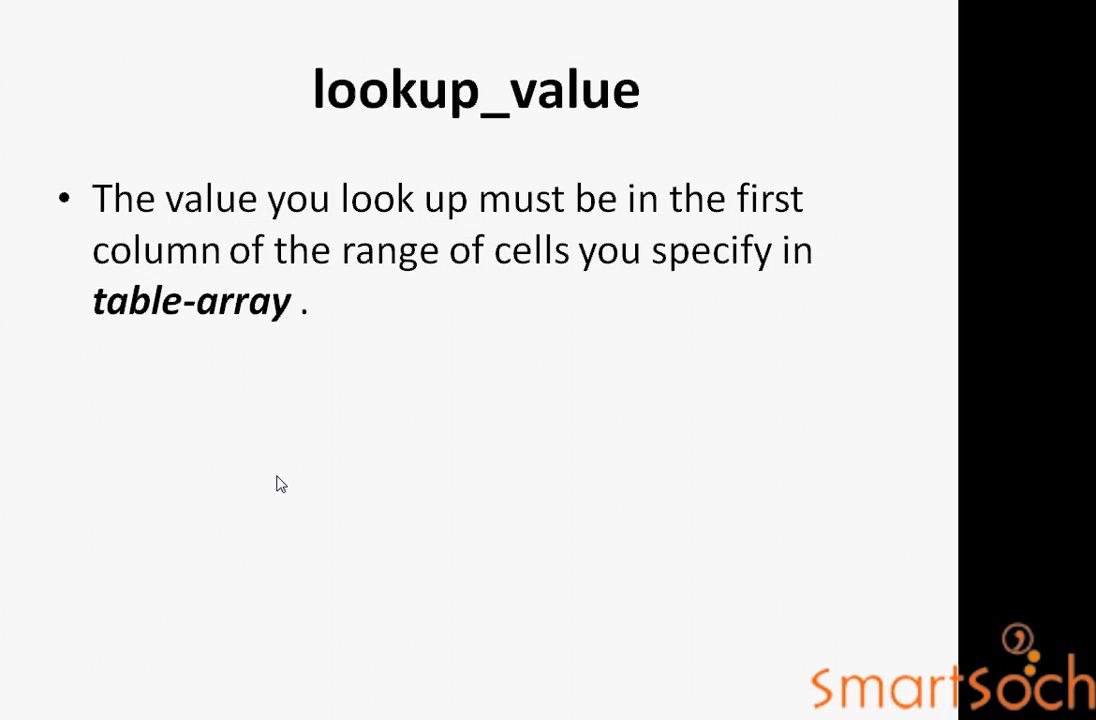 lookup_value
• The value you look up must be in the first
column of the range of cells you specify in
table-array .
SmartSoch